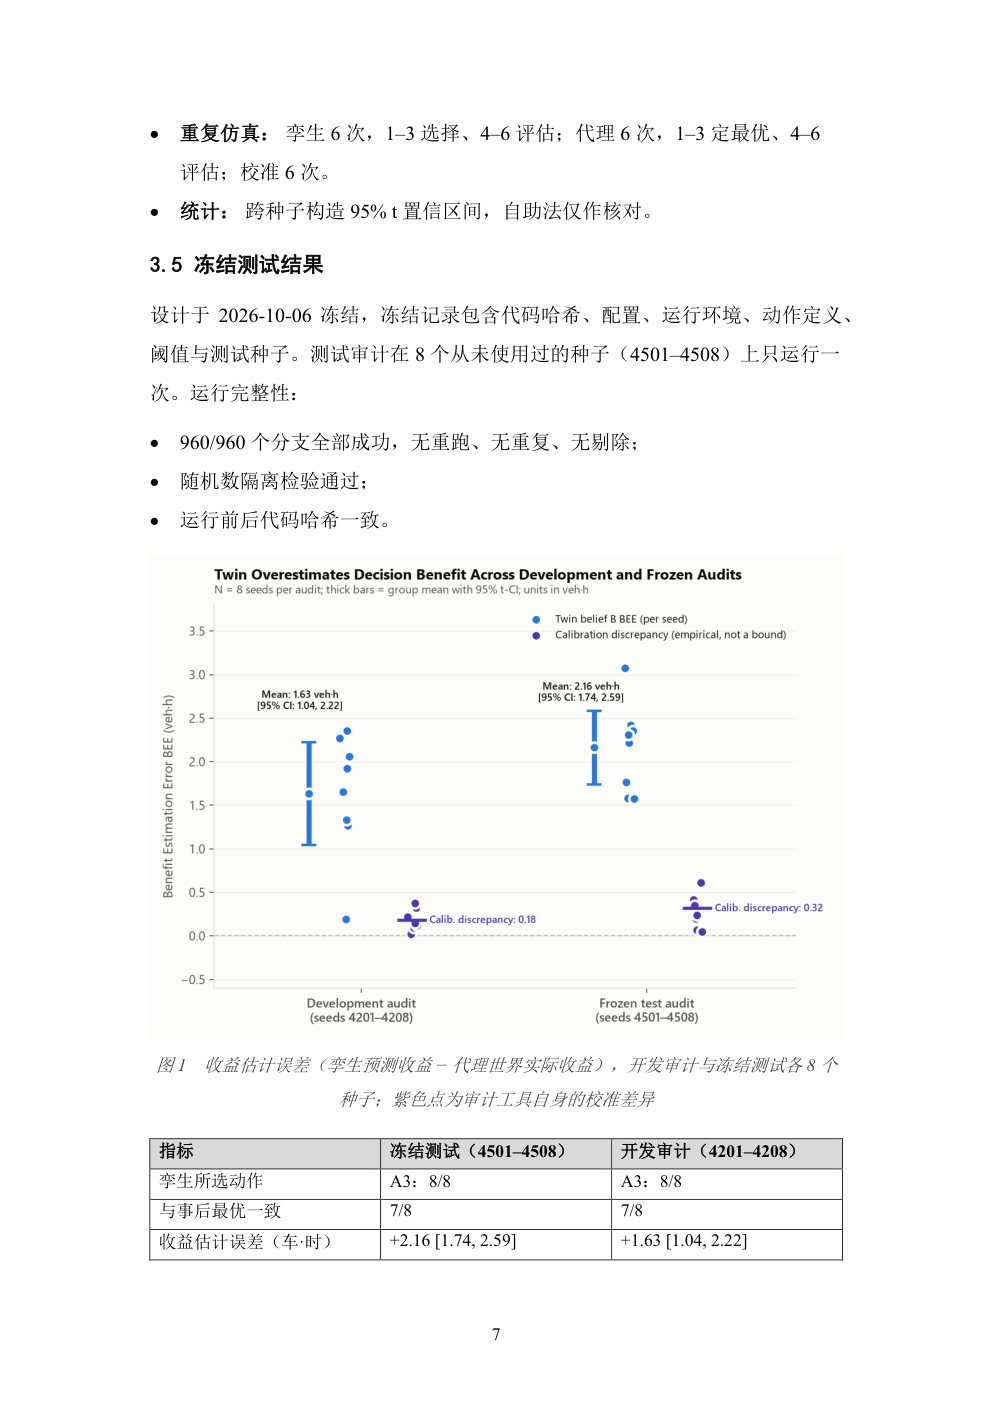 • 重复仿真： 孪生 6 次，1–3 选择、4–6 评估；代理 6 次，1–3 定最优、4–6
评估；校准 6 次。
• 统计： 跨种子构造 95% t 置信区间，自助法仅作核对。
3.5 冻结测试结果
设计于 2026-10-06 冻结，冻结记录包含代码哈希、配置、运行环境、动作定义、
阈值与测试种子。测试审计在 8 个从未使用过的种子（4501–4508）上只运行一
次。运行完整性：
• 960/960 个分支全部成功，无重跑、无重复、无剔除；
• 随机数隔离检验通过；
• 运行前后代码哈希一致。
Twin Overestimates Decision Benefit Across Development and Frozen Audits
N = 8 seeds per audit; thick bars = group mean with 95% t-CI; units in veh·h
Twin belief B BEE (per seed)
Calibration discrepancy (empirical, not a bound)
Benefit Estimation Error BEE (veh·h)
3.5
3.0
2.5
2.0
1.5
1.0
0.5
0.0
−0.5
Mean: 1.63 veh·h
[95% CI: 1.04, 2.22]
Mean: 2.16 veh·h
[95% CI: 1.74, 2.59]
Calib. discrepancy: 0.18
Calib. discrepancy: 0.32
Development audit
(seeds 4201–4208)
Frozen test audit
(seeds 4501–4508)
图 1 收益估计误差（孪生预测收益 − 代理世界实际收益），开发审计与冻结测试各 8 个
种子；紫色点为审计工具自身的校准差异
指标 冻结测试（4501–4508） 开发审计（4201–4208）
孪生所选动作 A3：8/8 A3：8/8
与事后最优一致 7/8 7/8
收益估计误差（车·时） +2.16 [1.74, 2.59] +1.63 [1.04, 2.22]
7